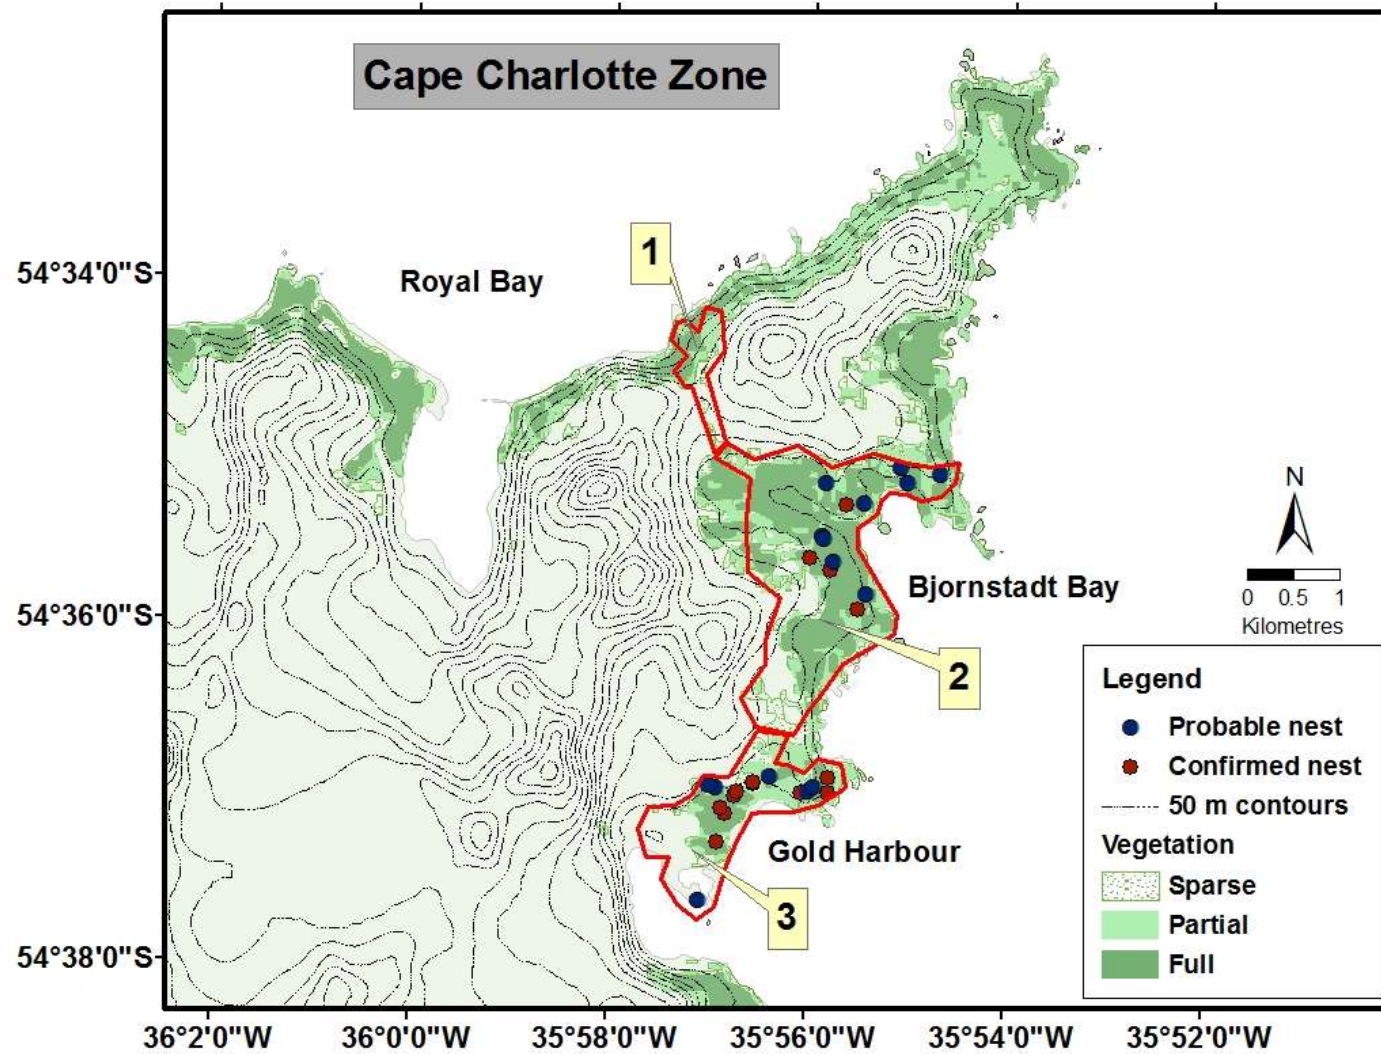 Cape Charlotte Zone
1
54°34'0"S
Royal Bay
N
Bjornstadt Bay
0 0.5 1
Kilometres
54°36'0"S
2
Legend
Probable nest
Confirmed nest
50 m contours
Vegetation
Sparse
Partial
Full
Gold Harbour
3
54°38'0"S
36°2'0"W 36°0'0"W 35°58'0"W 35°56'0"W 35°54'0"W 35°52'0"W